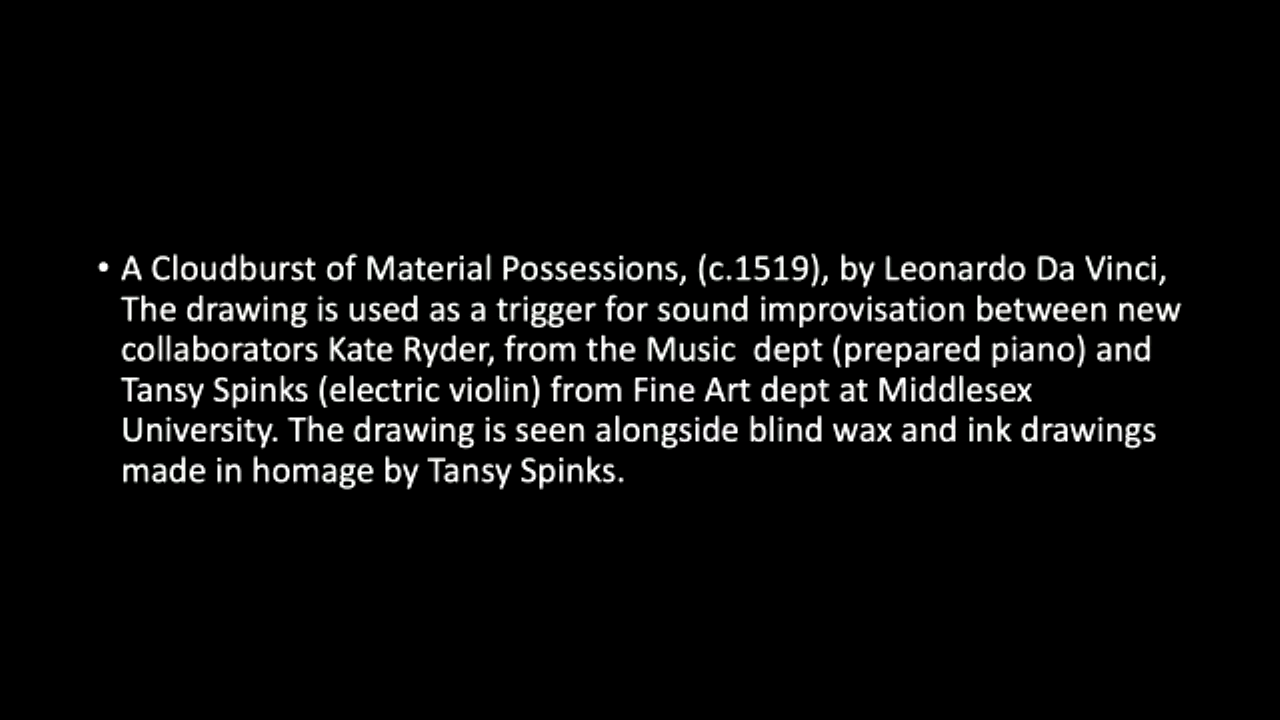 • A Cloudburst of Material Possessions, (c.1519), by Leonardo Da Vinci,
The drawing is used as a trigger for sound improvisation between new
collaborators Kate Ryder, from the Music  dept (prepared piano) and
Tansy Spinks (electric violin) from Fine Art dept at Middlesex
University. The drawing is seen alongside blind wax and ink drawings
made in homage by Tansy Spinks.